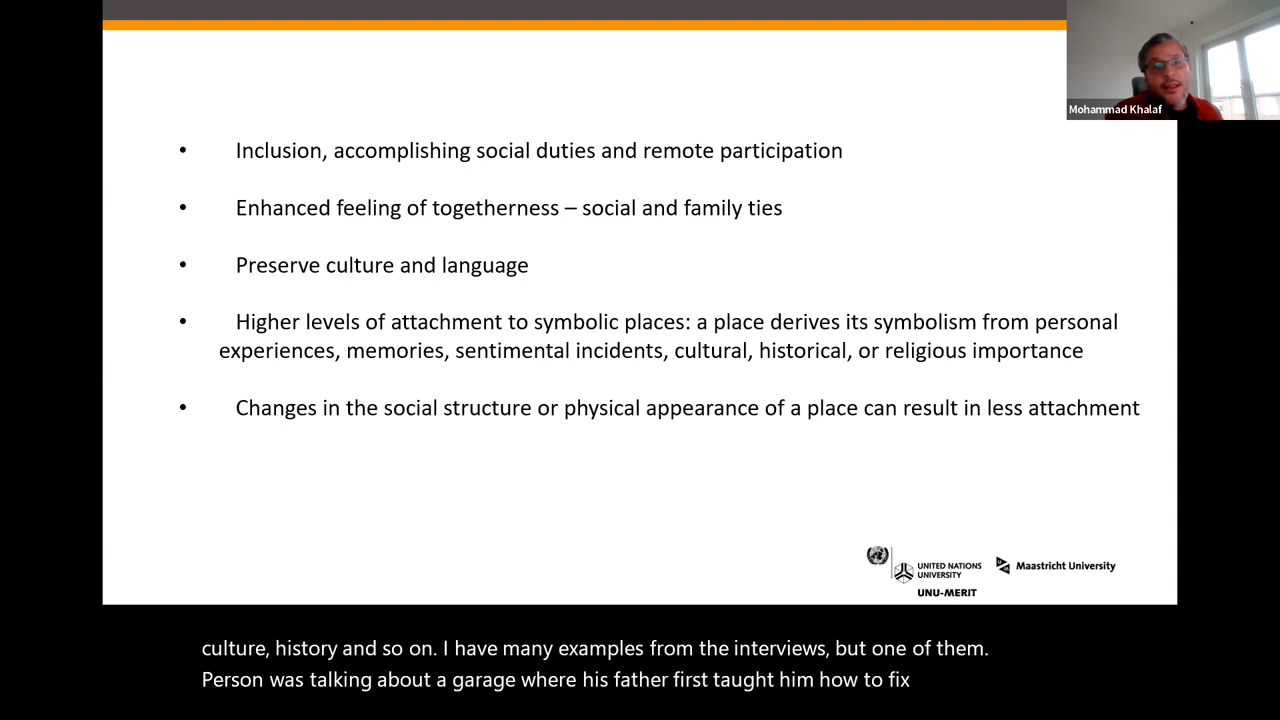 Mohammad Khalaf
• Inclusion, accomplishing social duties and remote participation
• Enhanced feeling of togetherness – social and family ties
• Preserve culture and language
• Higher levels of attachment to symbolic places: a place derives its symbolism from personal
experiences, memories, sentimental incidents, cultural, historical, or religious importance
• Changes in the social structure or physical appearance of a place can result in less attachment
UNITED NATIONS
UNIVERSITY
UNU-MERIT
Maastricht University
culture, history and so on. I have many examples from the interviews, but one of them.
Person was talking about a garage where his father first taught him how to fix